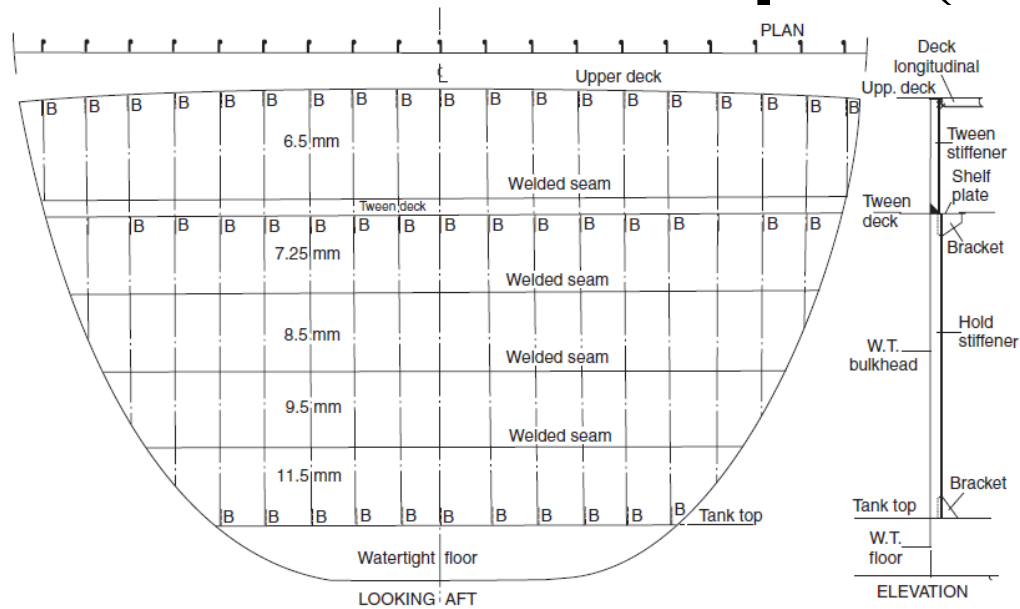 PLAN
℄
Upper deck
B B B B B B B B B B B B B B B B B B B
6.5 mm
Welded seam
Tween deck
B B B B B B B B B B B B B B B
7.25 mm
Welded seam
8.5 mm
Welded seam
9.5 mm
Welded seam
11.5 mm
B B B B B B B B B B B
Tank top
Watertight floor
LOOKING AFT
Deck
longitudinal
Upp. deck
Tween
stiffener
Shelf
plate
Tween
deck
Bracket
Hold
stiffener
W.T.
bulkhead
Bracket
Tank top
W.T.
floor
ELEVATION